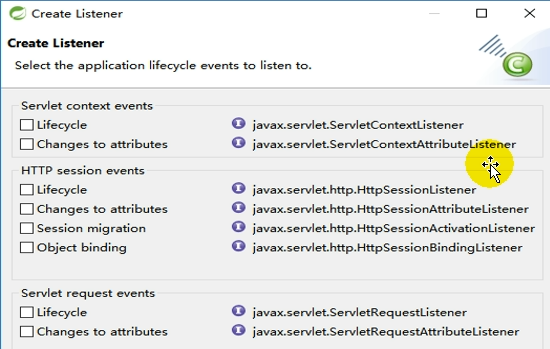 Create Listener
Create Listener
Select the application lifecycle events to listen to.
Servlet context events
Lifecycle javax.servlet.ServletContextListener
Changes to attributes javax.servlet.ServletContextAttributeListener
HTTP session events
Lifecycle javax.servlet.http.HttpSessionListener
Changes to attributes javax.servlet.http.HttpSessionAttributeListener
Session migration javax.servlet.http.HttpSessionActivationListener
Object binding javax.servlet.http.HttpSessionBindingListener
Servlet request events
Lifecycle javax.servlet.ServletRequestListener
Changes to attributes javax.servlet.ServletRequestAttributeListener